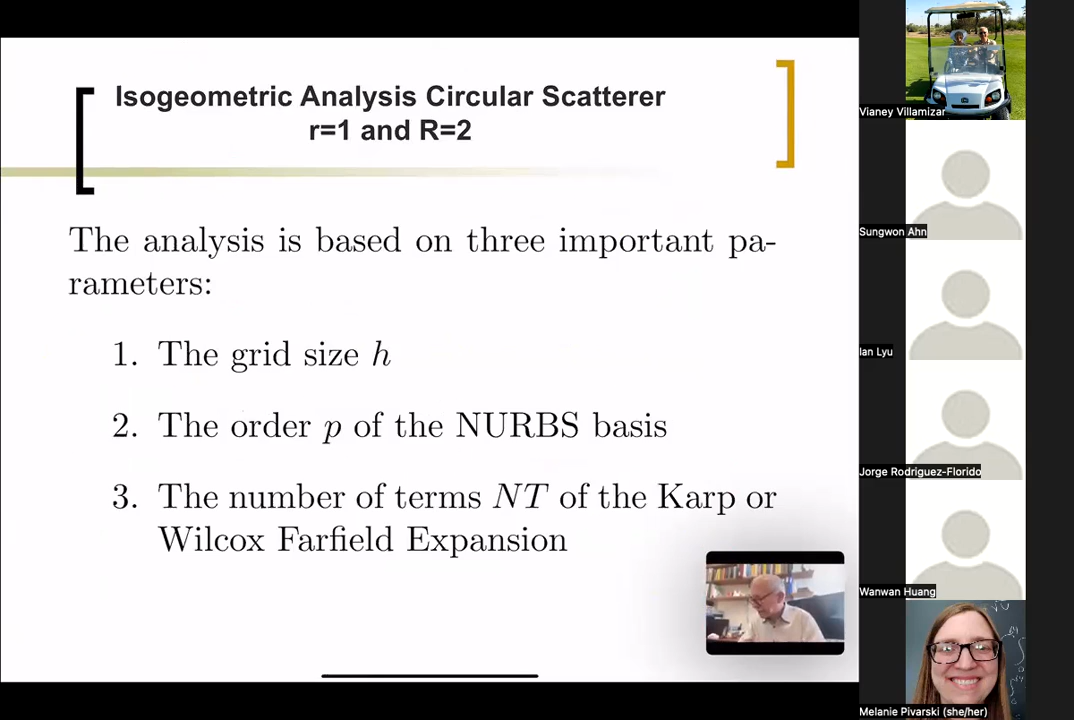 Isogeometric Analysis Circular Scatterer
r=1 and R=2
The analysis is based on three important pa-
rameters:
1. The grid size h
2. The order p of the NURBS basis
3. The number of terms NT of the Karp or
Wilcox Farfield Expansion
Vianey Villamizar
Sungwon Ahn
Ian Lyu
Jorge Rodriguez-Florido
Wanwan Huang
Melanie Pivarski (she/her)